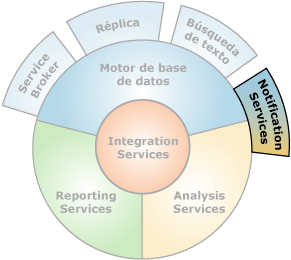 Réplica
Búsqueda
de texto
Service
Broker
Motor de base
de datos
Notification
Services
Integration
Services
Reporting
Services
Analysis
Services